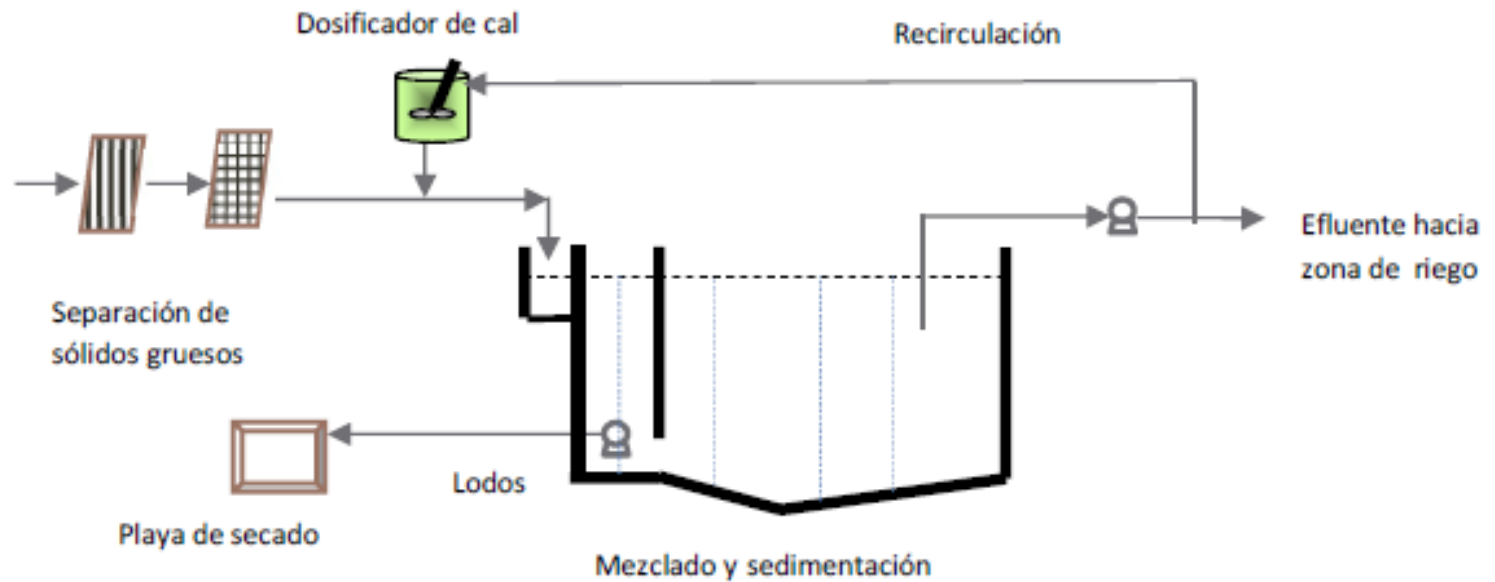 Dosificador de cal
Recirculación
Efluente hacia
zona de riego
Separación de
sólidos gruesos
Lodos
Playa de secado
Mezclado y sedimentación